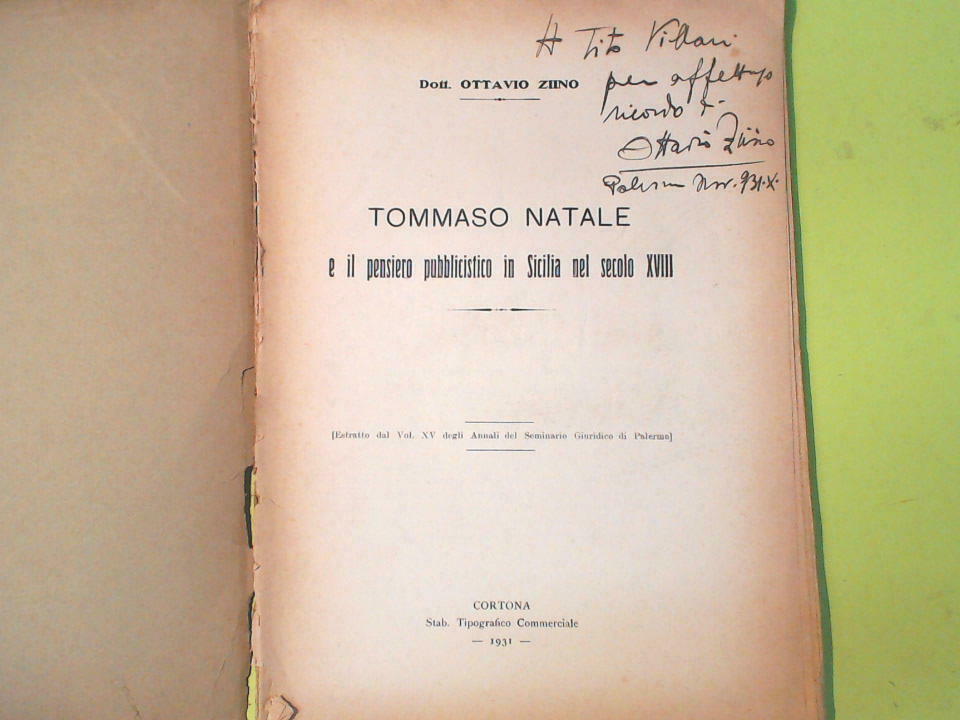 A Tito Villari
per affettuoso
ricordo di
Ottavio Ziino
Palermo Nov. 931. X.
Dott. OTTAVIO ZIINO
TOMMASO NATALE
e il pensiero pubblicistico in Sicilia nel secolo XVIII
[Estratto dal Vol. XV degli Annali del Seminario Giuridico di Palermo]
CORTONA
Stab. Tipografico Commerciale
— 1931 —